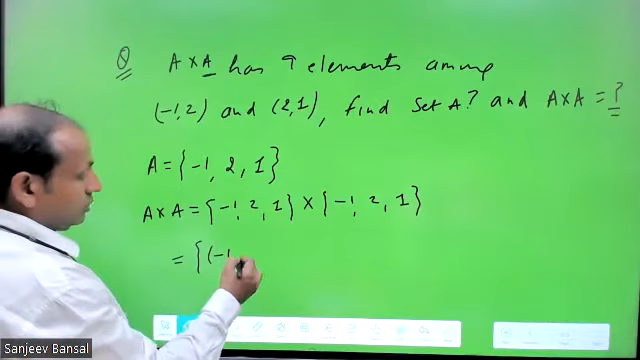 Q A × A has 9 elements among
(-1,2) and (2,1), find Set A? and A×A = ?
A = {-1, 2, 1}
A×A = {-1, 2, 1} × {-1, 2, 1}
= {(-1
Sanjeev Bansal